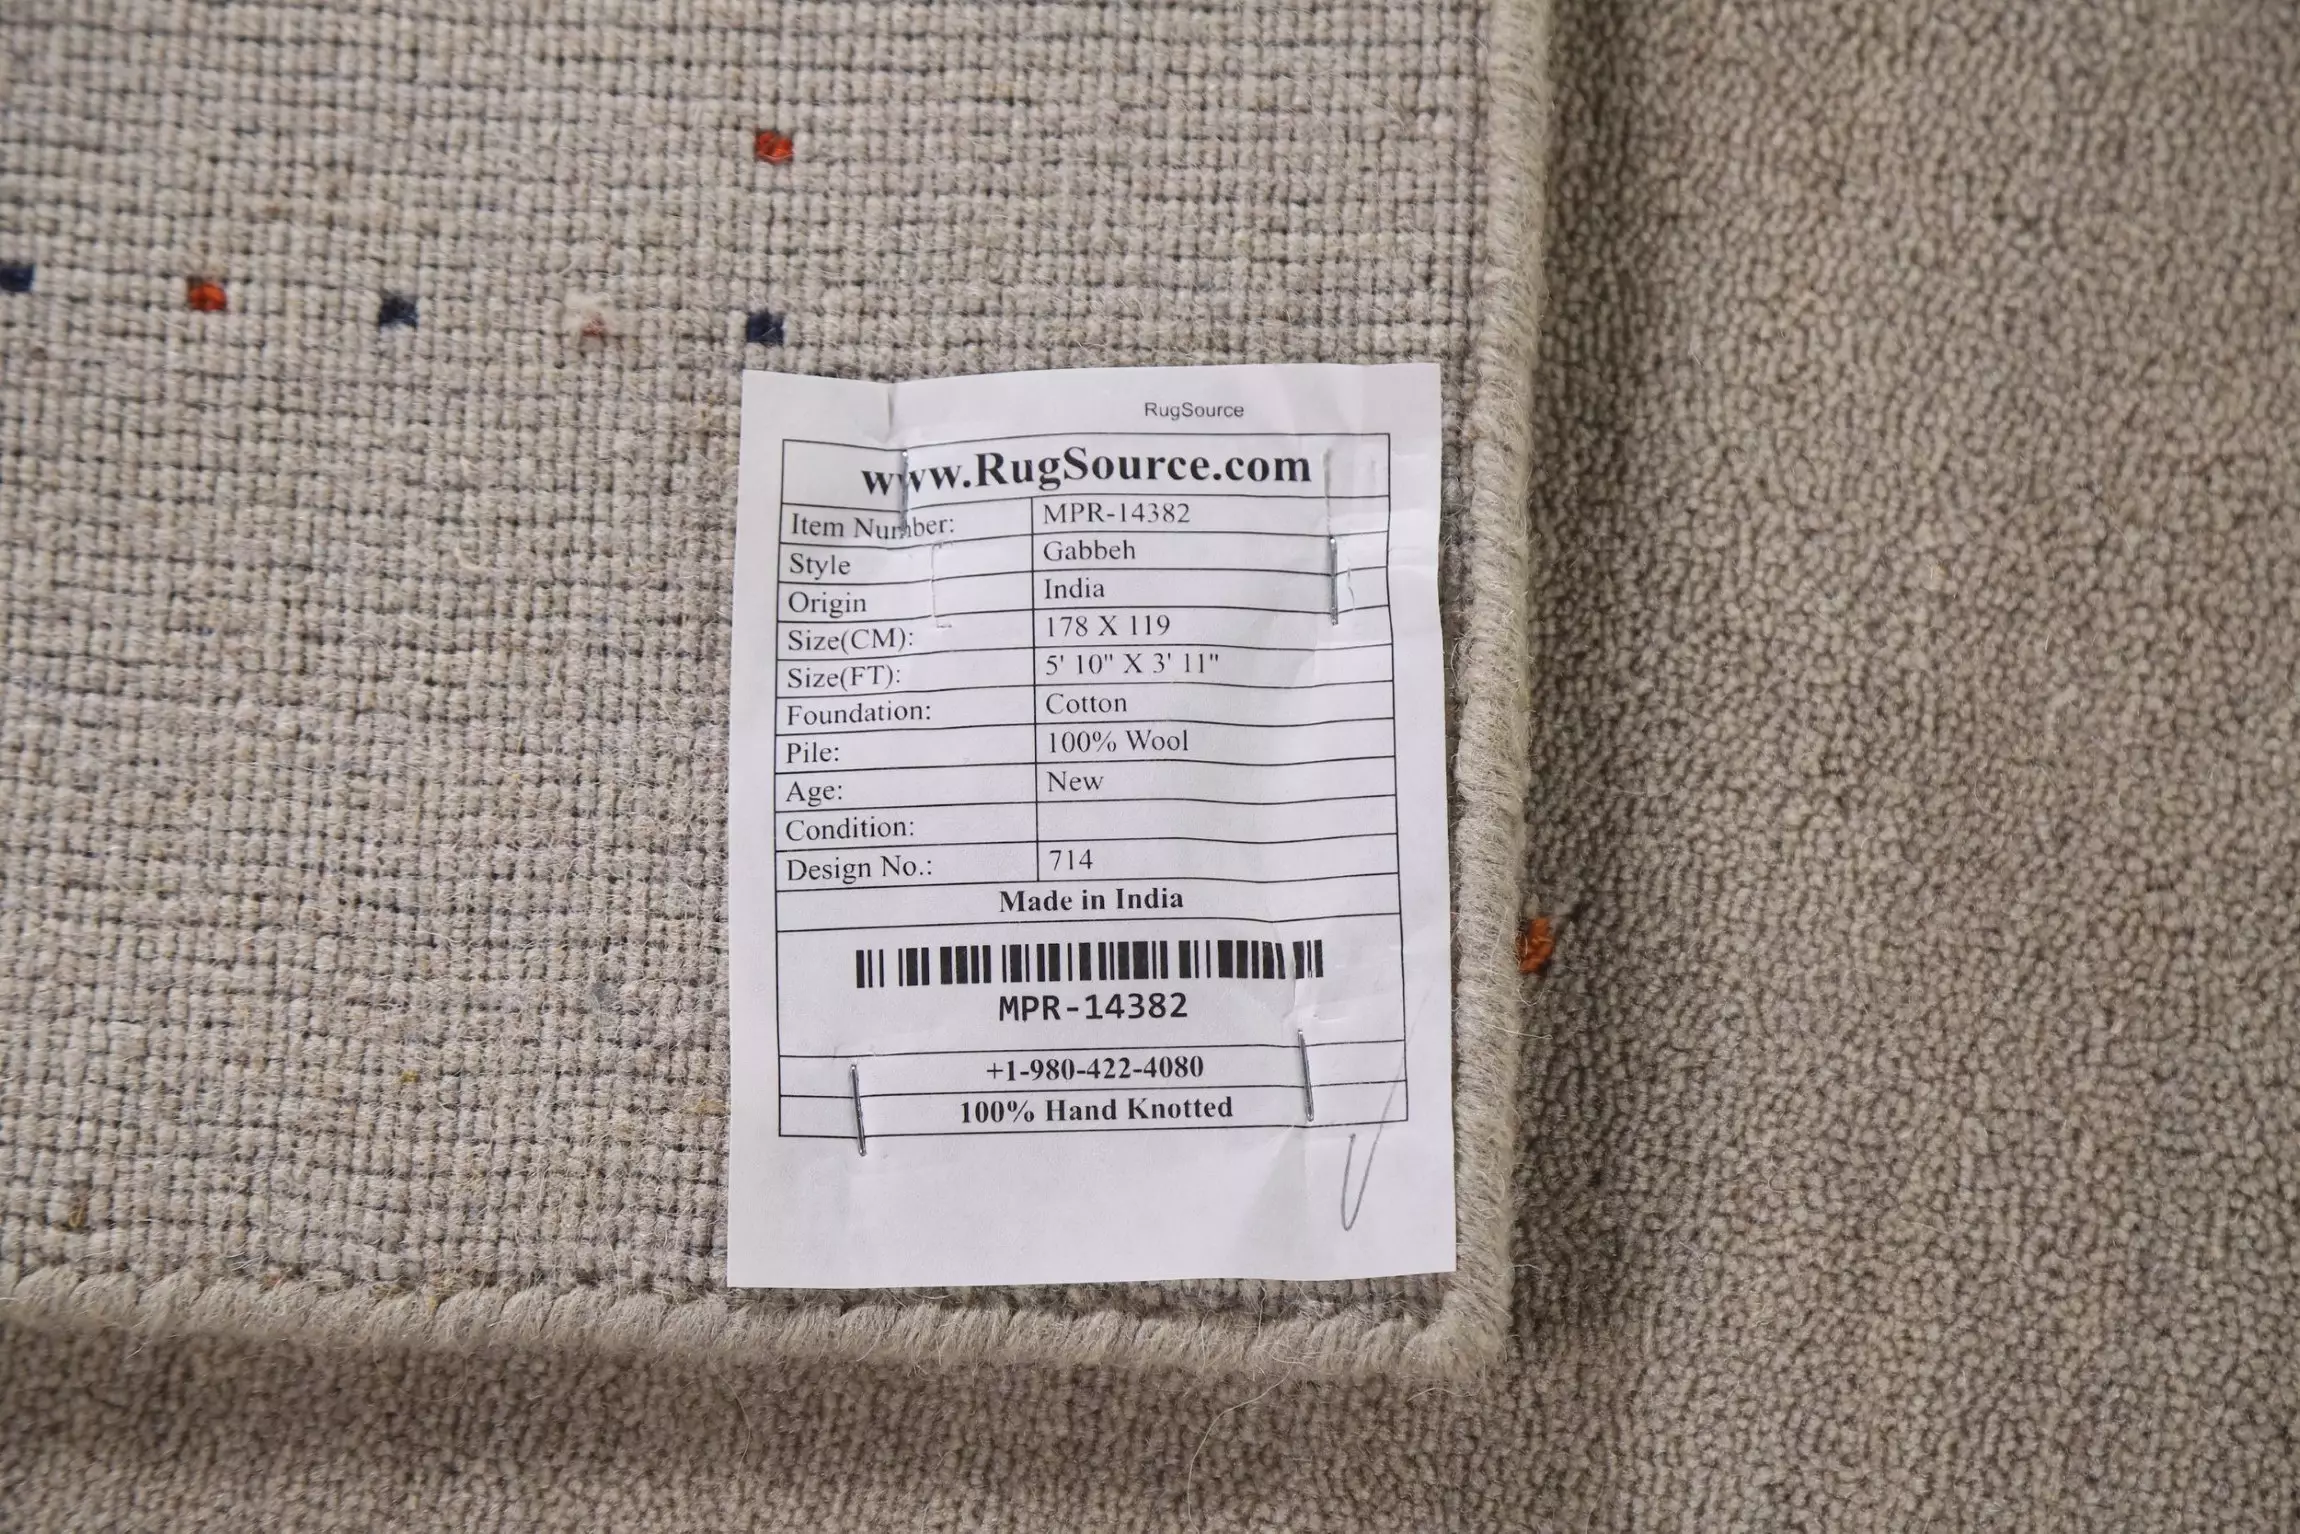 RugSource
www.RugSource.com
Item Number: MPR-14382
Style Gabbeh
Origin India
Size(CM): 178 X 119
Size(FT): 5' 10" X 3' 11"
Foundation: Cotton
Pile: 100% Wool
Age: New
Condition:
Design No.: 714
Made in India
MPR-14382
+1-980-422-4080
100% Hand Knotted